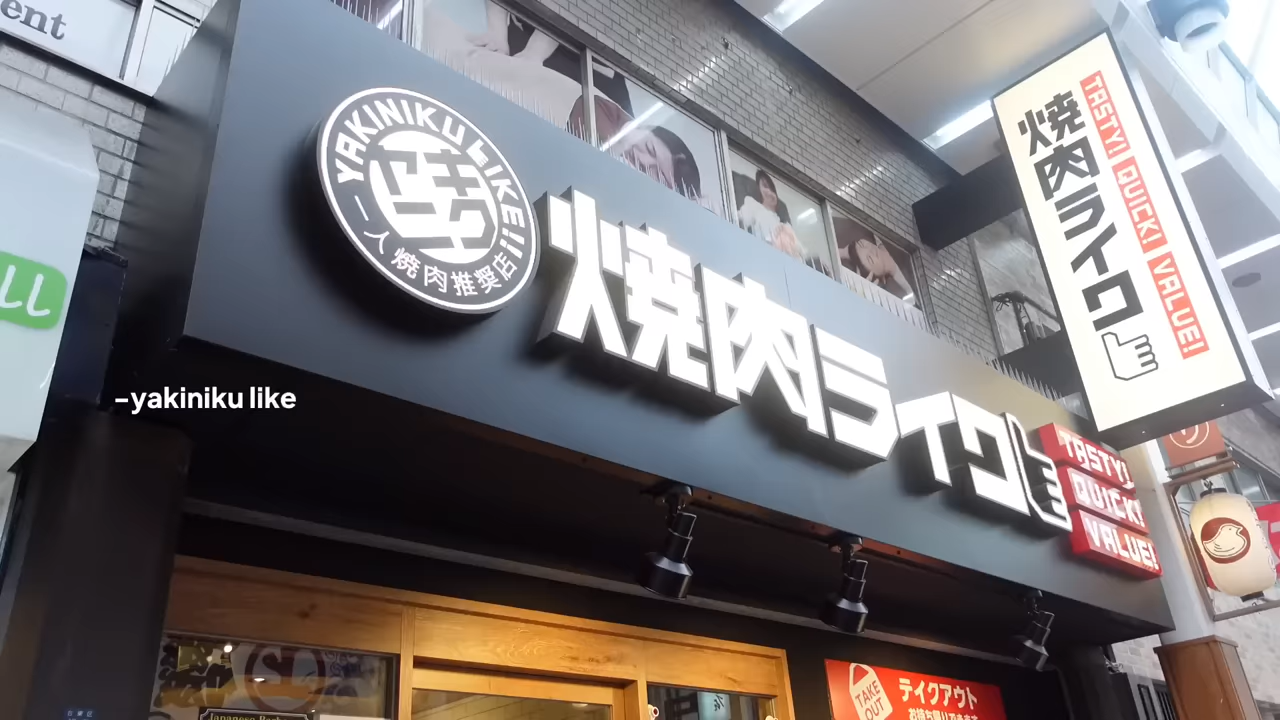 ent
YAKINIKU LIKE!!
一人焼肉推奨店
焼肉ライク
TASTY!
QUICK!
VALUE!
焼肉ライク
TASTY! QUICK! VALUE!
-yakiniku like
TAKE
OUT
テイクアウト